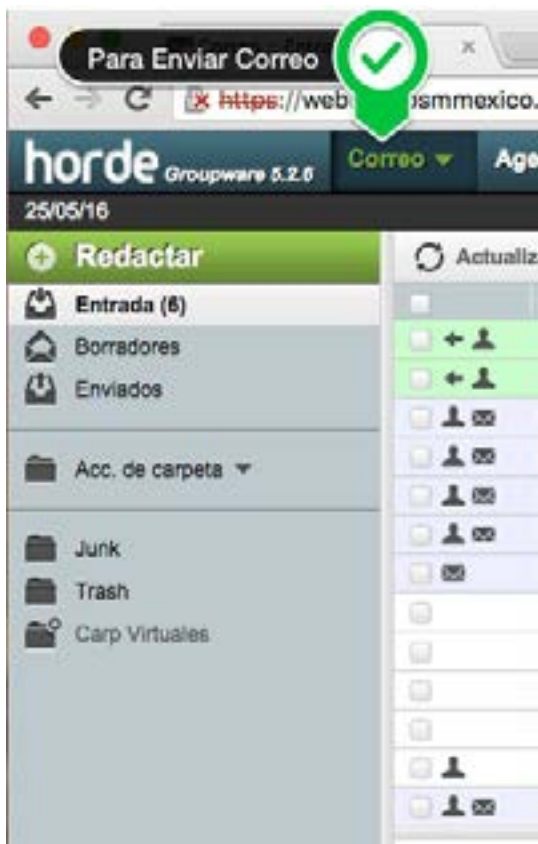 Para Enviar Correo
https://web smmexico.
horde Groupware 5.2.6
Correo
Age
25/05/16
Redactar
Actualiz
Entrada (6)
Borradores
Enviados
Acc. de carpeta
Junk
Trash
Carp Virtuales